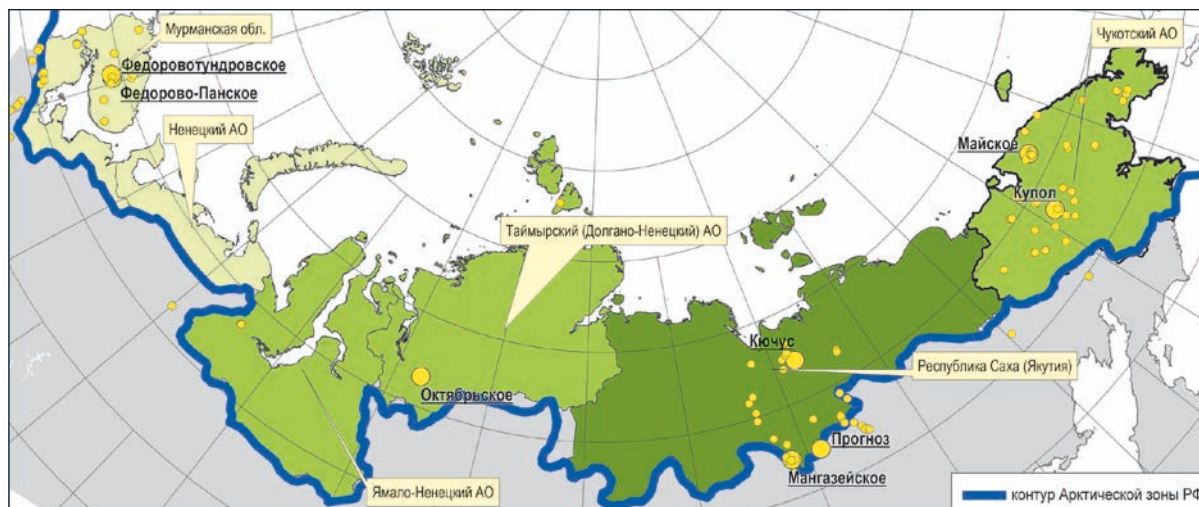 Мурманская обл.
Чукотский АО
Федоровотундровское
Федорово-Панское
Ненецкий АО
Майское
Купол
Таймырский (Долгано-Ненецкий) АО
Кючус
Республика Саха (Якутия)
Октябрьское
Прогноз
Мангазейское
Ямало-Ненецкий АО
контур Арктической зоны РФ